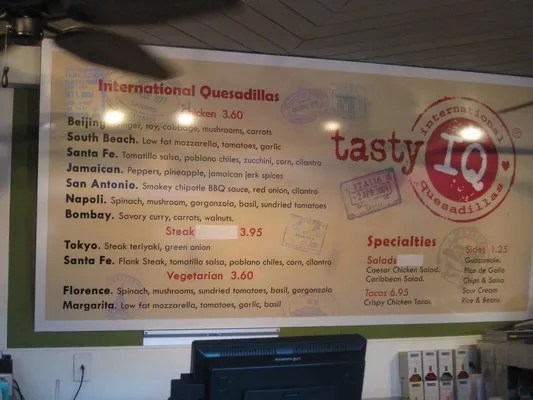 International Quesadillas
Chicken 3.60
Beijing. Ginger, soy, cabbage, mushrooms, carrots
South Beach. Low fat mozzarella, tomatoes, garlic
Santa Fe. Tomatillo salsa, poblano chiles, zucchini, corn, cilantro
Jamaican. Peppers, pineapple, jamaican jerk spices
San Antonio. Smokey chipotle BBQ sauce, red onion, cilantro
Napoli. Spinach, mushroom, gorgonzola, basil, sundried tomatoes
Bombay. Savory curry, carrots, walnuts.
Steak 3.95
Tokyo. Steak teriyaki, green onion
Santa Fe. Flank Steak, tomatillo salsa, poblano chiles, corn, cilantro
Vegetarian 3.60
Florence. Spinach, mushrooms, sundried tomatoes, basil, gorgonzola
Margarita. Low fat mozzarella, tomatoes, garlic, basil
tasty IQ
international
quesadillas
®
ITALIA
Specialties
Salads
Caesar Chicken Salad.
Caribbean Salad.
Tacos 6.95
Crispy Chicken Tacos.
Sides 1.25
Guacamole.
Pico de Gallo
Chips & Salsa
Sour Cream
Rice & Beans